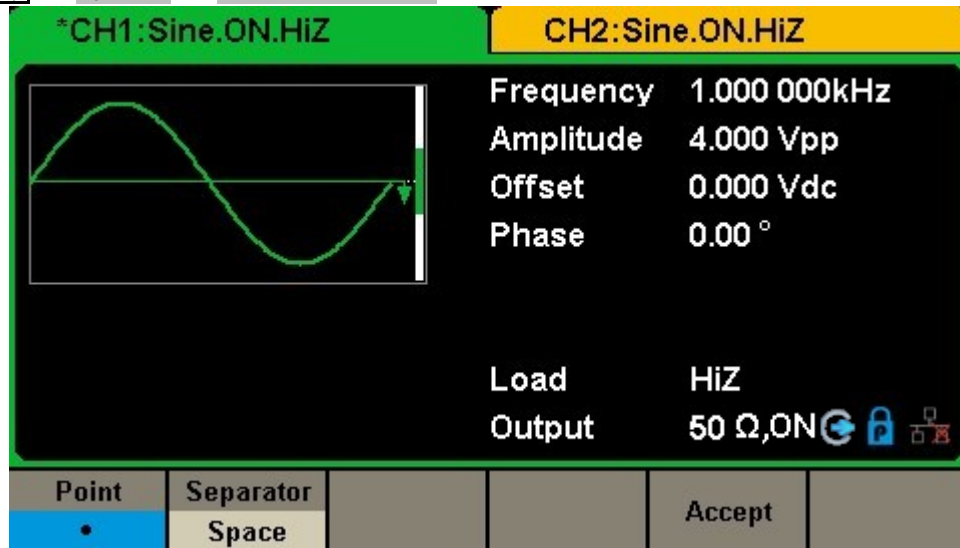 *CH1:Sine.ON.HiZ
CH2:Sine.ON.HiZ
Frequency 1.000 000kHz
Amplitude 4.000 Vpp
Offset 0.000 Vdc
Phase 0.00 °
Load HiZ
Output 50 Ω,ON
P
Point Separator
• Space
Accept